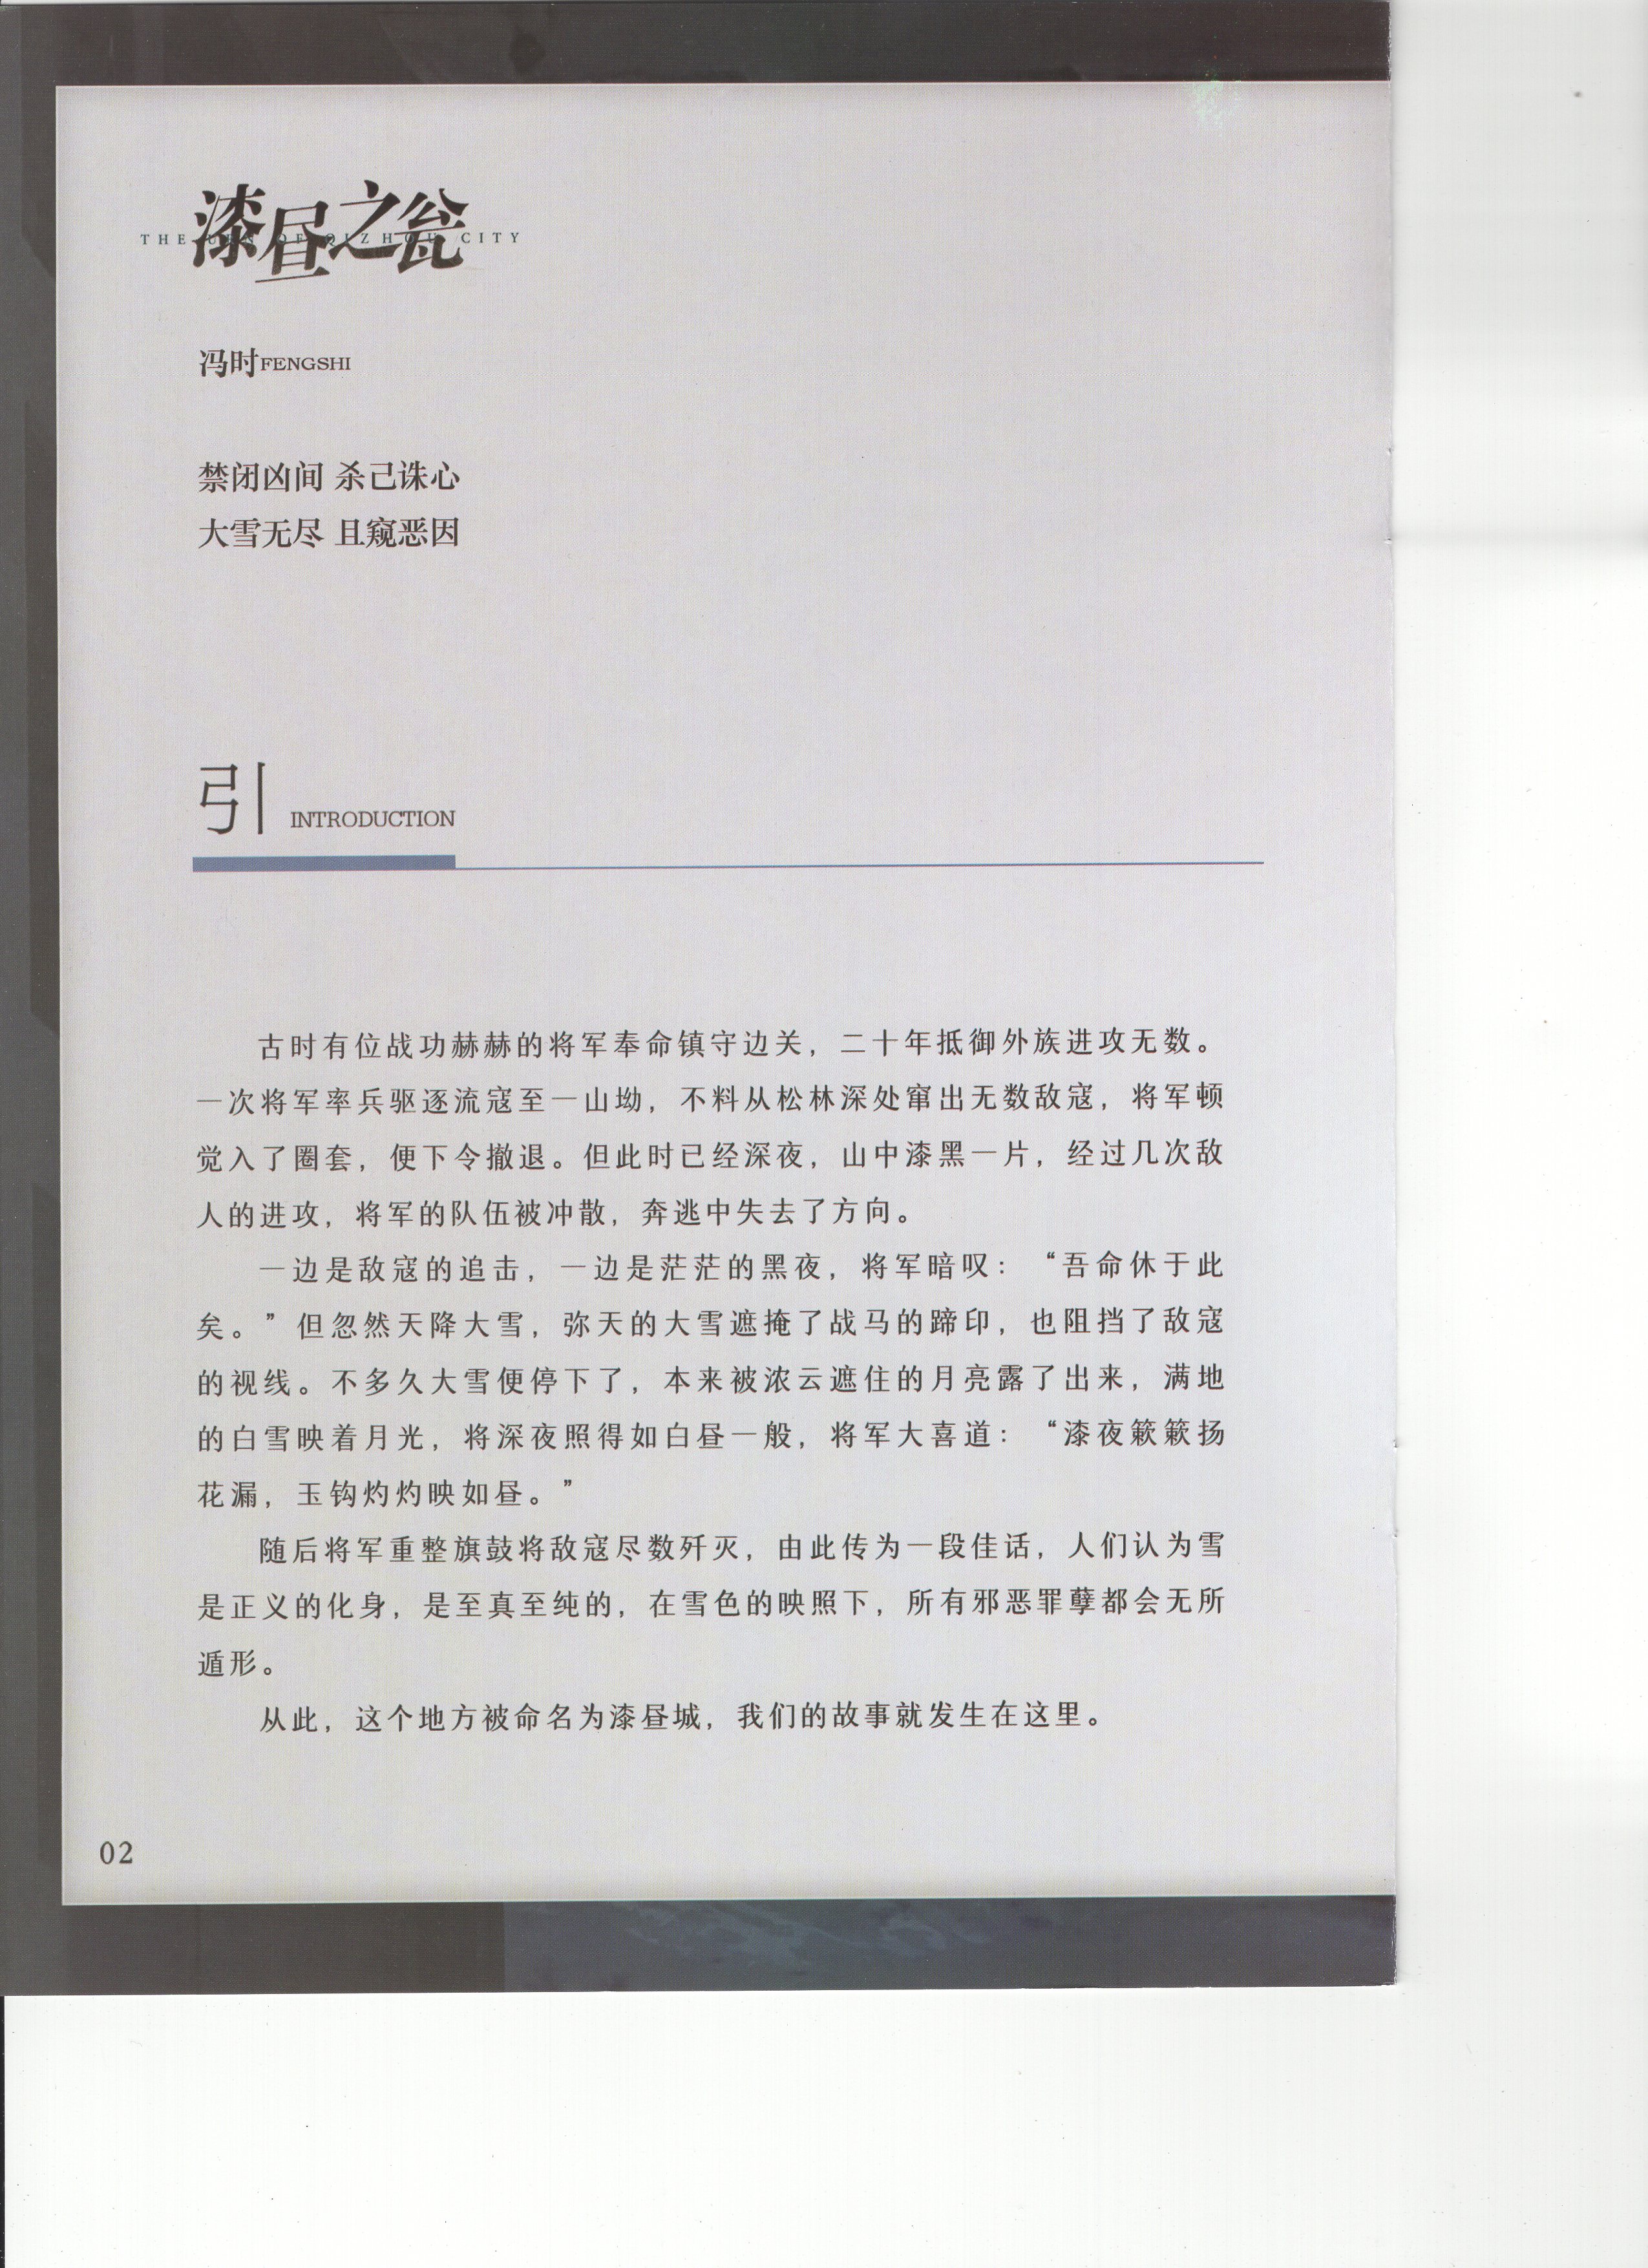 漆昼之瓮
THE URN OF QIZHOU CITY
冯时FENGSHI
禁闭凶间 杀己诛心
大雪无尽 且窥恶因
引 INTRODUCTION
古时有位战功赫赫的将军奉命镇守边关，二十年抵御外族进攻无数。
一次将军率兵驱逐流寇至一山坳，不料从松林深处窜出无数敌寇，将军顿
觉入了圈套，便下令撤退。但此时已经深夜，山中漆黑一片，经过几次敌
人的进攻，将军的队伍被冲散，奔逃中失去了方向。
一边是敌寇的追击，一边是茫茫的黑夜，将军暗叹：“吾命休于此
矣。”但忽然天降大雪，弥天的大雪遮掩了战马的蹄印，也阻挡了敌寇
的视线。不多久大雪便停下了，本来被浓云遮住的月亮露了出来，满地
的白雪映着月光，将深夜照得如白昼一般，将军大喜道：“漆夜簌簌扬
花漏，玉钩灼灼映如昼。”
随后将军重整旗鼓将敌寇尽数歼灭，由此传为一段佳话，人们认为雪
是正义的化身，是至真至纯的，在雪色的映照下，所有邪恶罪孽都会无所
遁形。
从此，这个地方被命名为漆昼城，我们的故事就发生在这里。
02